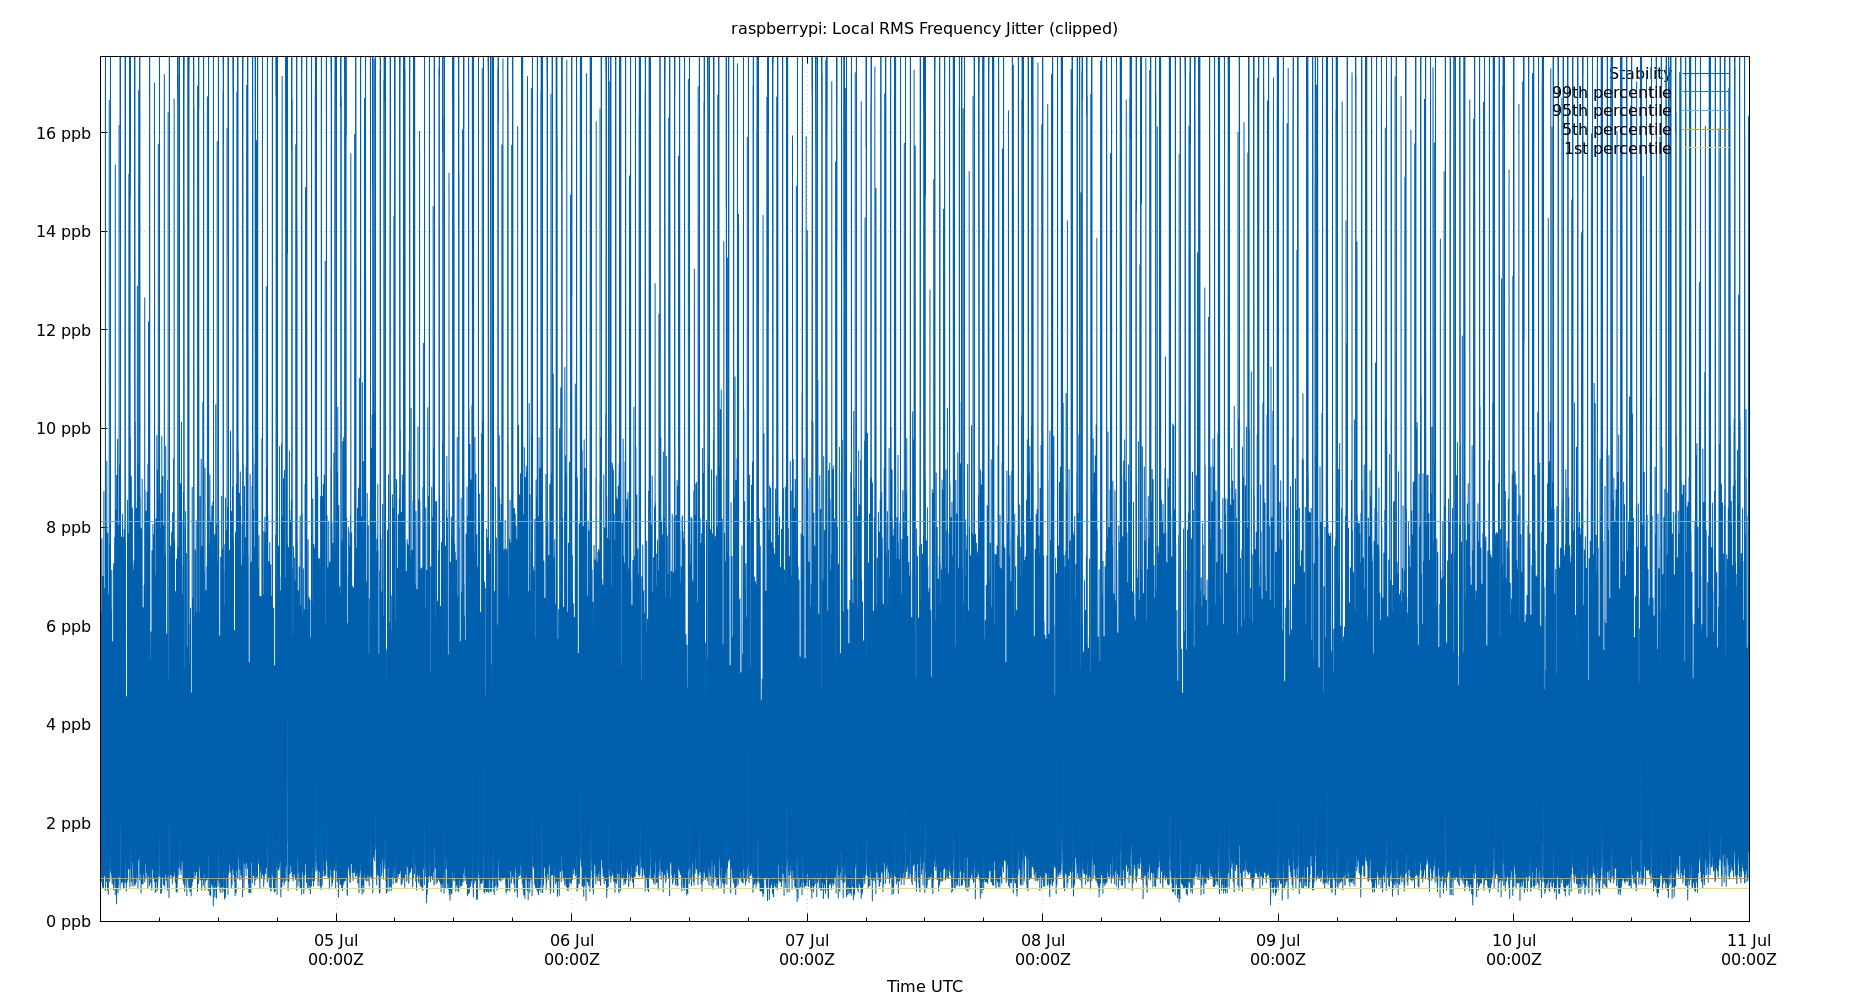 raspberrypi: Local RMS Frequency Jitter (clipped)
Stability
99th percentile
95th percentile
5th percentile
1st percentile
16 ppb
14 ppb
12 ppb
10 ppb
8 ppb
6 ppb
4 ppb
2 ppb
0 ppb
05 Jul 06 Jul 07 Jul 08 Jul 09 Jul 10 Jul 11 Jul
00:00Z 00:00Z 00:00Z 00:00Z 00:00Z 00:00Z 00:00Z
Time UTC